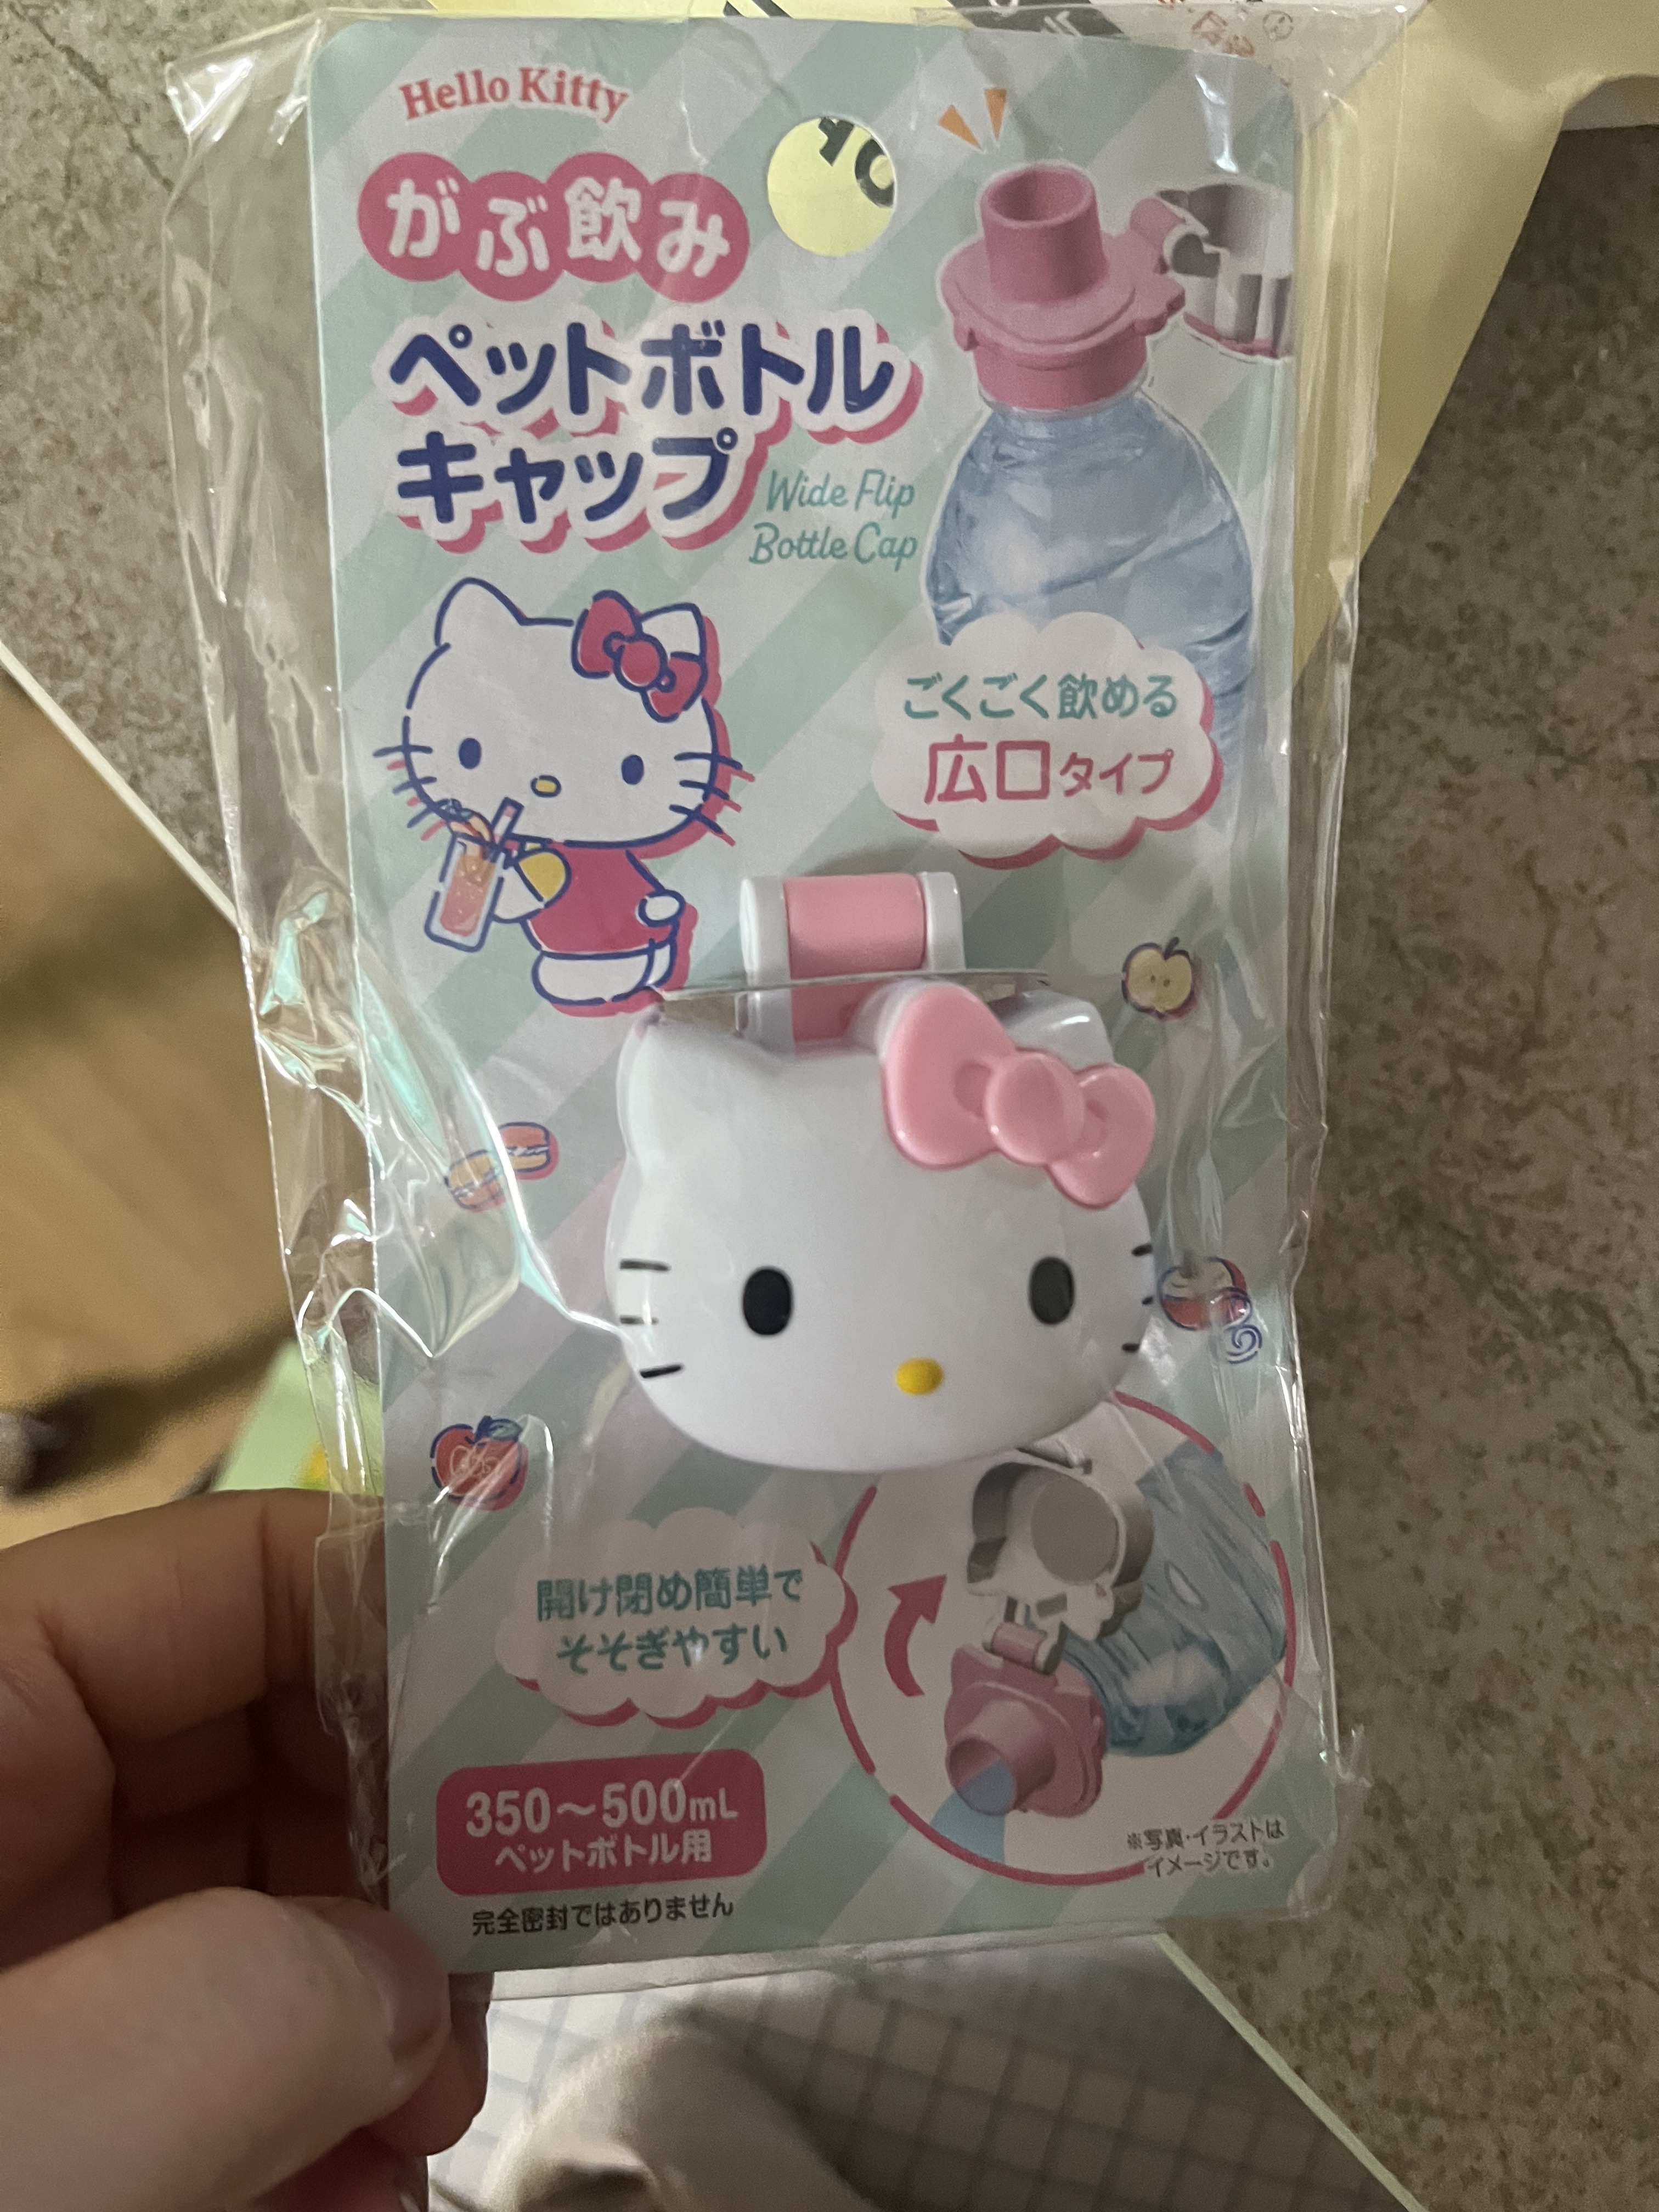 Hello Kitty
がぶ飲み
ペットボトル
キャップ
Wide Flip
Bottle Cap
ごくごく飲める
広口タイプ
開け閉め簡単で
そそぎやすい
350～500mL
ペットボトル用
※写真・イラストは
イメージです。
完全密封ではありません